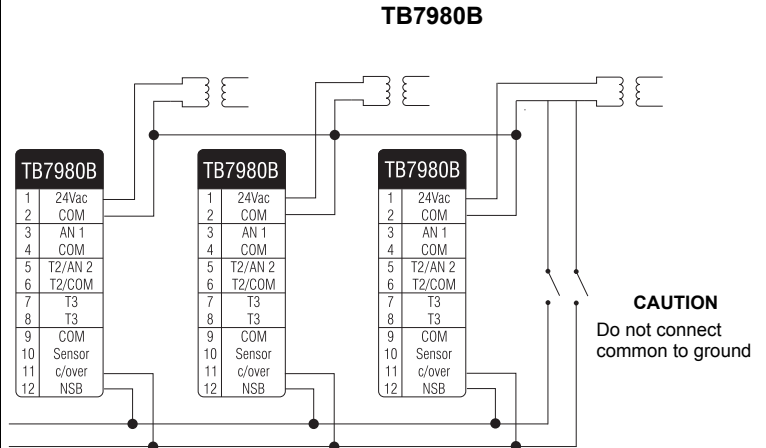 TB7980B
TB7980B
1 24Vac
2 COM
3 AN 1
4 COM
5 T2/AN 2
6 T2/COM
7 T3
8 T3
9 COM
10 Sensor
11 c/over
12 NSB
TB7980B
1 24Vac
2 COM
3 AN 1
4 COM
5 T2/AN 2
6 T2/COM
7 T3
8 T3
9 COM
10 Sensor
11 c/over
12 NSB
TB7980B
1 24Vac
2 COM
3 AN 1
4 COM
5 T2/AN 2
6 T2/COM
7 T3
8 T3
9 COM
10 Sensor
11 c/over
12 NSB
CAUTION
Do not connect
common to ground